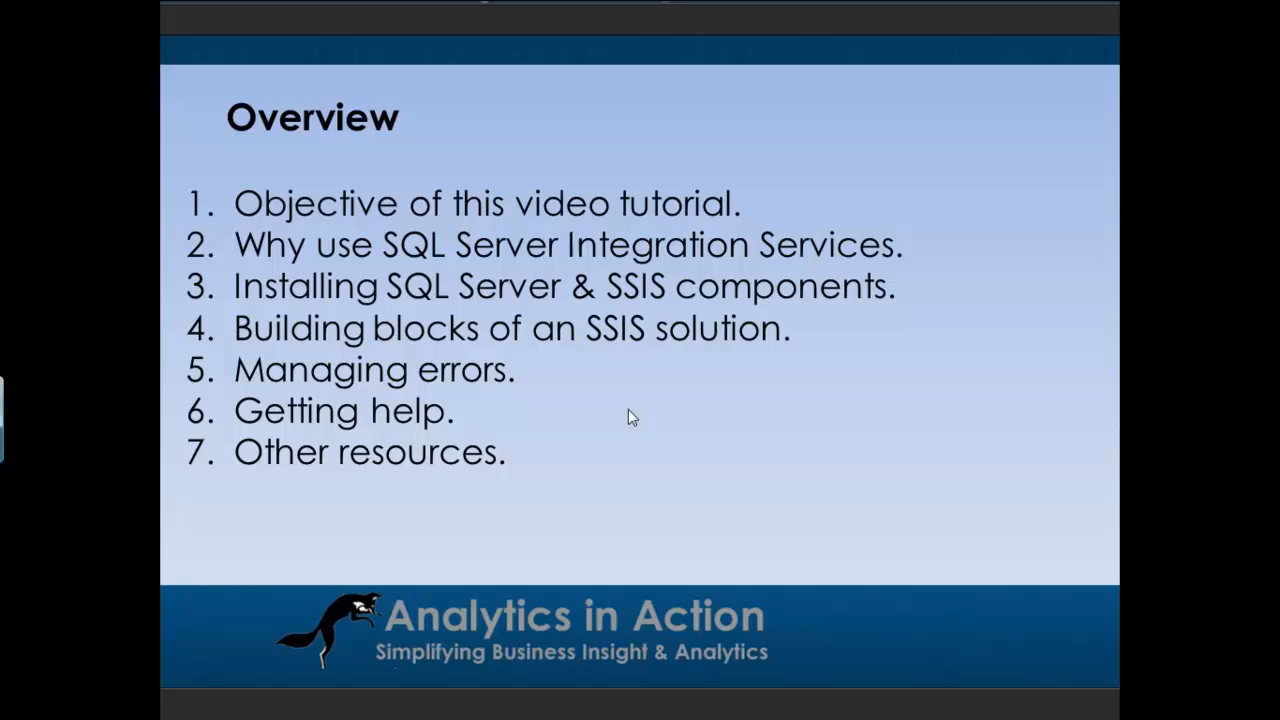 Overview
1. Objective of this video tutorial.
2. Why use SQL Server Integration Services.
3. Installing SQL Server & SSIS components.
4. Building blocks of an SSIS solution.
5. Managing errors.
6. Getting help.
7. Other resources.
Analytics in Action
Simplifying Business Insight & Analytics